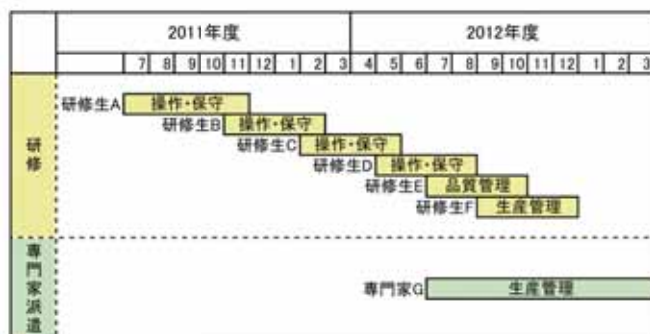 2011年度 2012年度
7 8 9 10 11 12 1 2 3 4 5 6 7 8 9 10 11 12 1 2 3
研修
研修生A 操作・保守
研修生B 操作・保守
研修生C 操作・保守
研修生D 操作・保守
研修生E 品質管理
研修生F 生産管理
専門家派遣
専門家G 生産管理